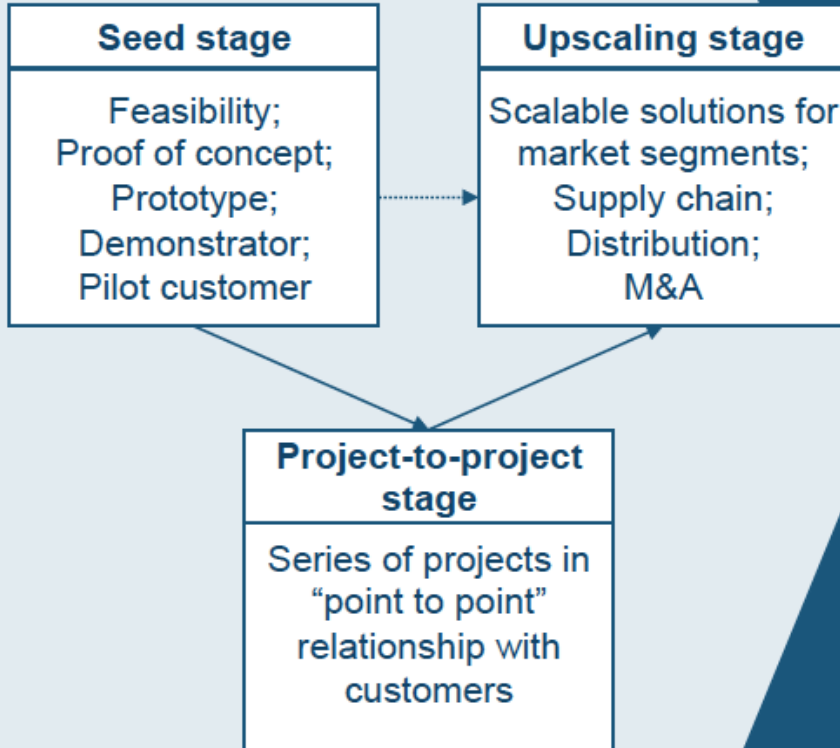 Seed stage
Feasibility;
Proof of concept;
Prototype;
Demonstrator;
Pilot customer
Upscaling stage
Scalable solutions for
market segments;
Supply chain;
Distribution;
M&A
Project-to-project
stage
Series of projects in
“point to point”
relationship with
customers